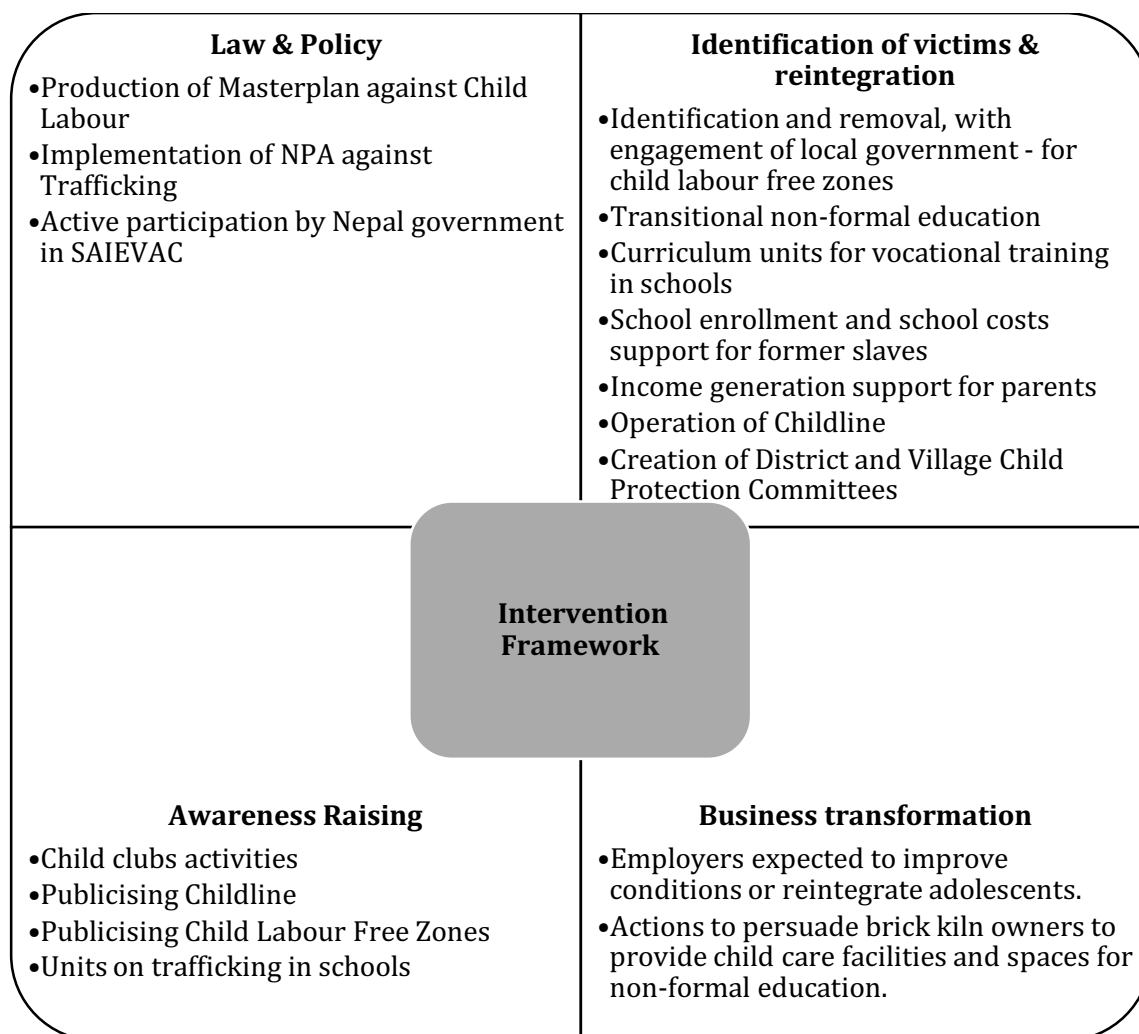 Law & Policy
•Production of Masterplan against Child
Labour
•Implementation of NPA against
Trafficking
•Active participation by Nepal government
in SAIEVAC
Identification of victims &
reintegration
•Identification and removal, with
engagement of local government - for
child labour free zones
•Transitional non-formal education
•Curriculum units for vocational training
in schools
•School enrollment and school costs
support for former slaves
•Income generation support for parents
•Operation of Childline
•Creation of District and Village Child
Protection Committees
Intervention
Framework
Awareness Raising
•Child clubs activities
•Publicising Childline
•Publicising Child Labour Free Zones
•Units on trafficking in schools
Business transformation
•Employers expected to improve
conditions or reintegrate adolescents.
•Actions to persuade brick kiln owners to
provide child care facilities and spaces for
non-formal education.